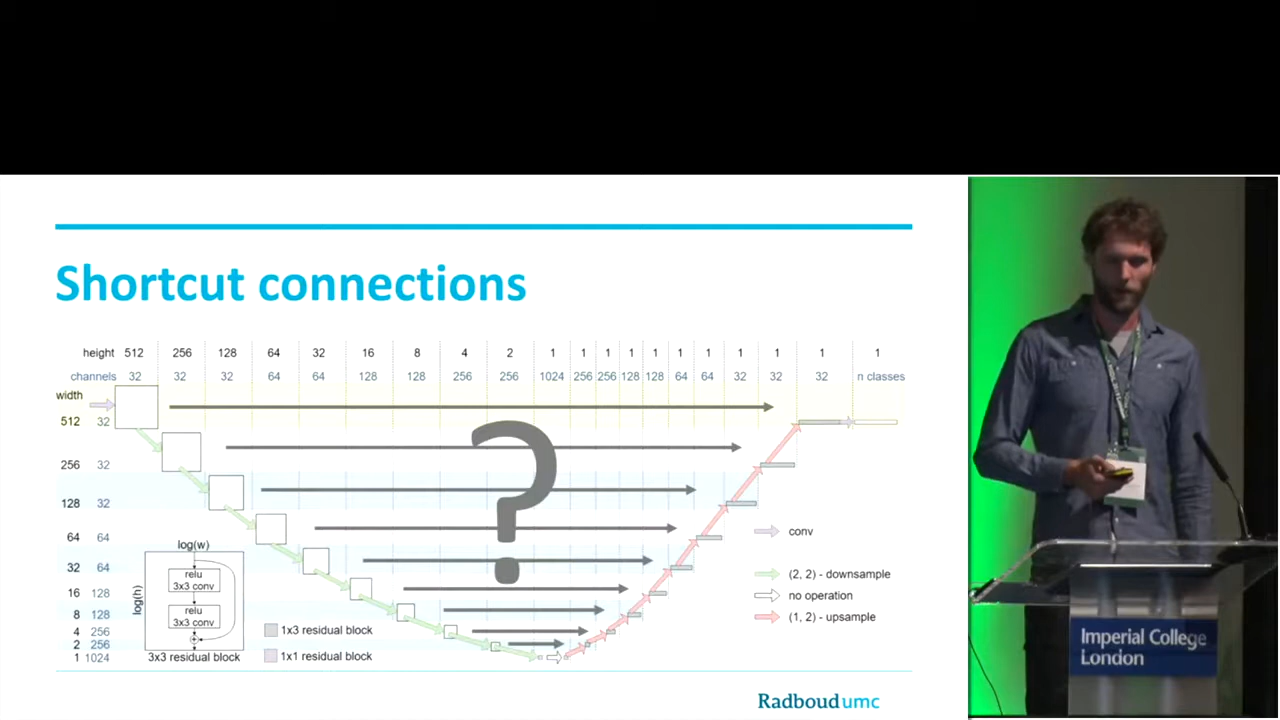 Shortcut connections
height 512 256 128 64 32 16 8 4 2 1 1 1 1 1 1 1 1 1 1 1
channels 32 32 32 64 64 128 128 256 256 1024 256 256 128 128 64 64 32 32 32 n classes
width
512 32
256 32
128 32
64 64
32 64
16 128
8 128
4 256
2 256
1 1024
?
log(w)
log(h)
relu
3x3 conv
relu
3x3 conv
3x3 residual block
1x3 residual block
1x1 residual block
conv
(2, 2) - downsample
no operation
(1, 2) - upsample
Radboudumc
Imperial College
London